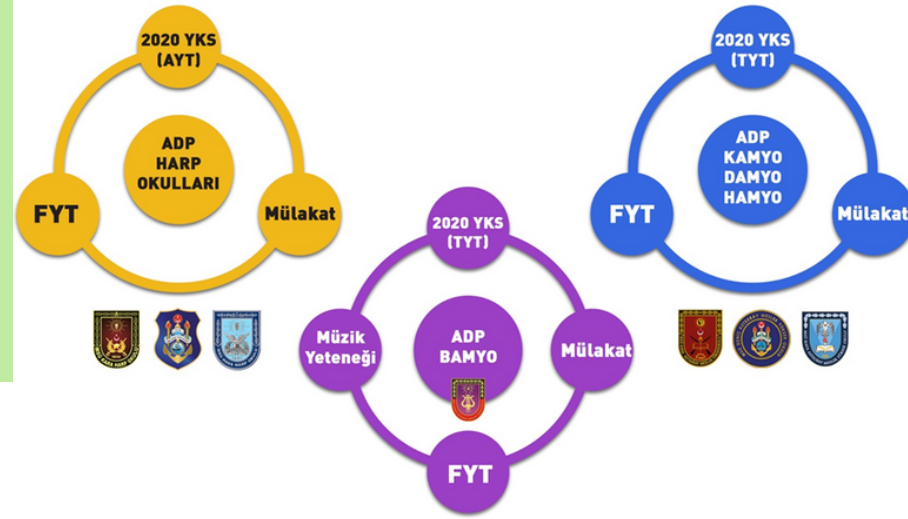 2020 YKS
(AYT)
ADP
HARP
OKULLARI
FYT
Mülakat
2020 YKS
(TYT)
ADP
KAMYO
DAMYO
HAMYO
FYT
Mülakat
2020 YKS
(TYT)
Müzik
Yeteneği
ADP
BAMYO
Mülakat
FYT